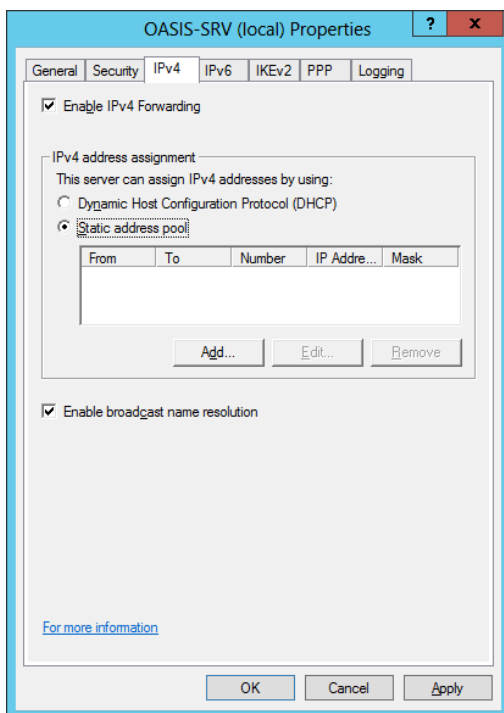 OASIS-SRV (local) Properties
? x
General Security IPv4 IPv6 IKEv2 PPP Logging
Enable IPv4 Forwarding
IPv4 address assignment
This server can assign IPv4 addresses by using:
Dynamic Host Configuration Protocol (DHCP)
Static address pool
From To Number IP Addre... Mask
Add... Edit... Remove
Enable broadcast name resolution
For more information
OK Cancel Apply